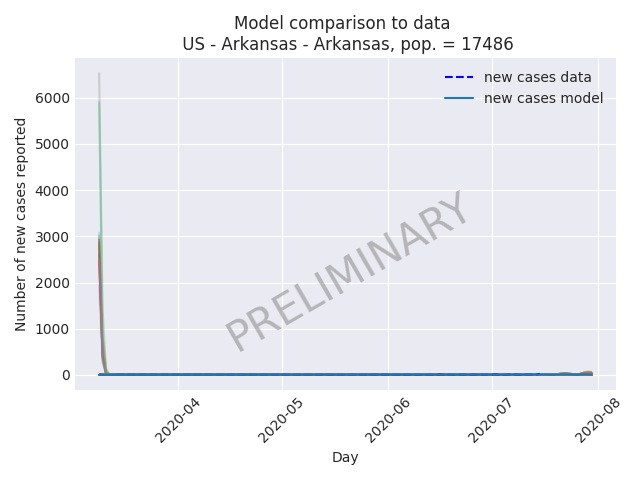 Model comparison to data
US - Arkansas - Arkansas, pop. = 17486
new cases data
new cases model
Number of new cases reported
6000
5000
4000
3000
2000
1000
0
PRELIMINARY
2020-04
2020-05
2020-06
2020-07
2020-08
Day